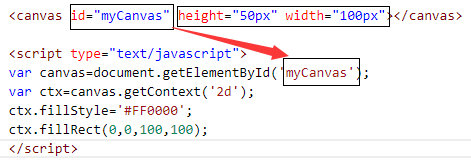 <canvas id="myCanvas" height="50px" width="100px"></canvas>
<script type="text/javascript">
var canvas=document.getElementById('myCanvas');
var ctx=canvas.getContext('2d');
ctx.fillStyle='#FF0000';
ctx.fillRect(0,0,100,100);
</script>